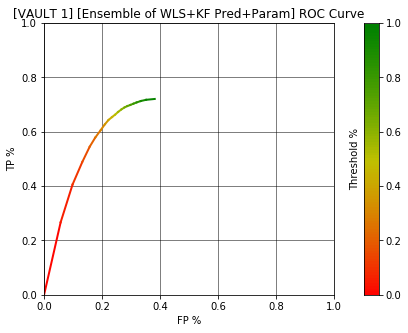 [VAULT 1] [Ensemble of WLS+KF Pred+Param] ROC Curve
1.0
0.8
0.6
0.4
0.2
0.0
TP %
0.0 0.2 0.4 0.6 0.8 1.0
FP %
Threshold %
1.0
0.8
0.6
0.4
0.2
0.0